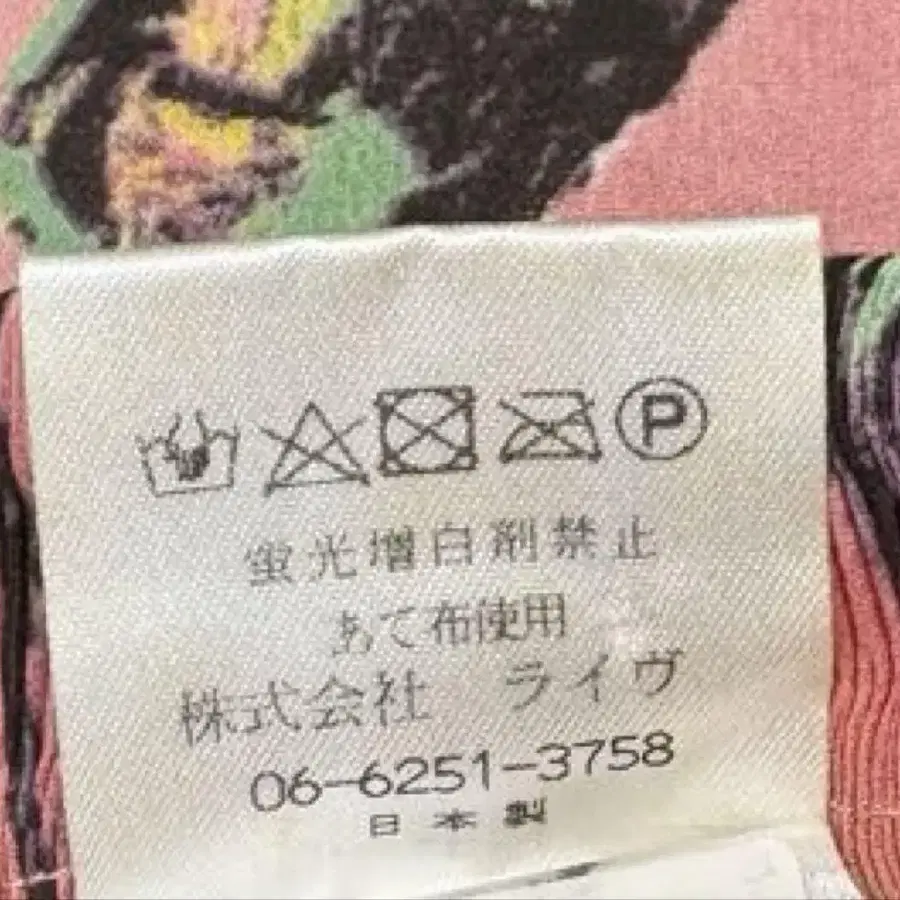 P
蛍光増白剤禁止
あて布使用
株式会社 ライヴ
06-6251-3758
日本製